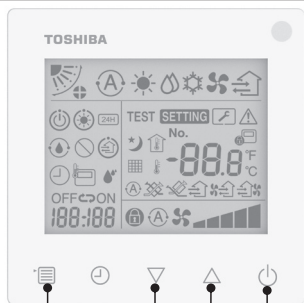 TOSHIBA
A
24H
TEST SETTING
No.
-88.8 °F
°C
A
OFF ON
188:188
A